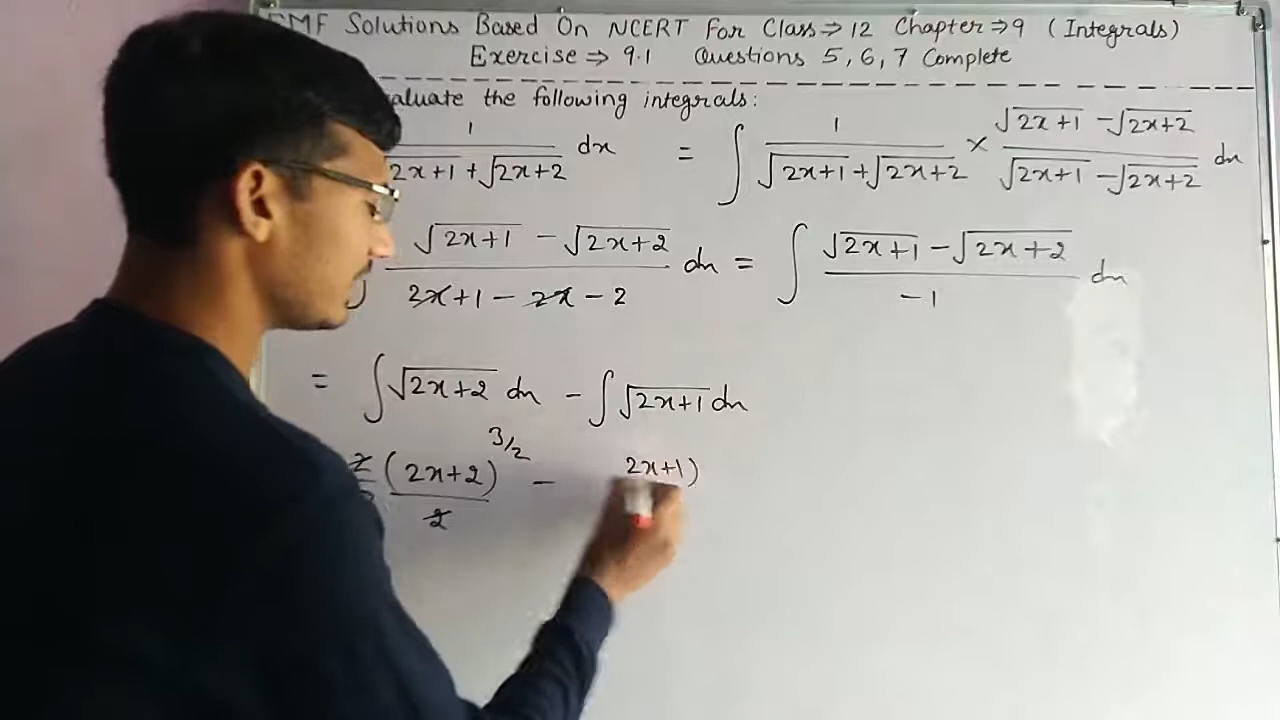 EMF Solutions Based On NCERT For Class ⇒ 12 Chapter ⇒ 9 (Integrals)
Exercise ⇒ 9.1 Questions 5, 6, 7 Complete
the following integrals:
1/(√(2x+1) + √(2x+2)) dx = ∫ 1/(√(2x+1) + √(2x+2)) × (√(2x+1) - √(2x+2))/(√(2x+1) - √(2x+2)) dx
∫ (√(2x+1) - √(2x+2))/(2x+1-2x-2) dx = ∫ (√(2x+1) - √(2x+2))/(-1) dx
= ∫ √(2x+2) dx - ∫ √(2x+1) dx
(2x+2)^3/2 / 2 - 2x+1)